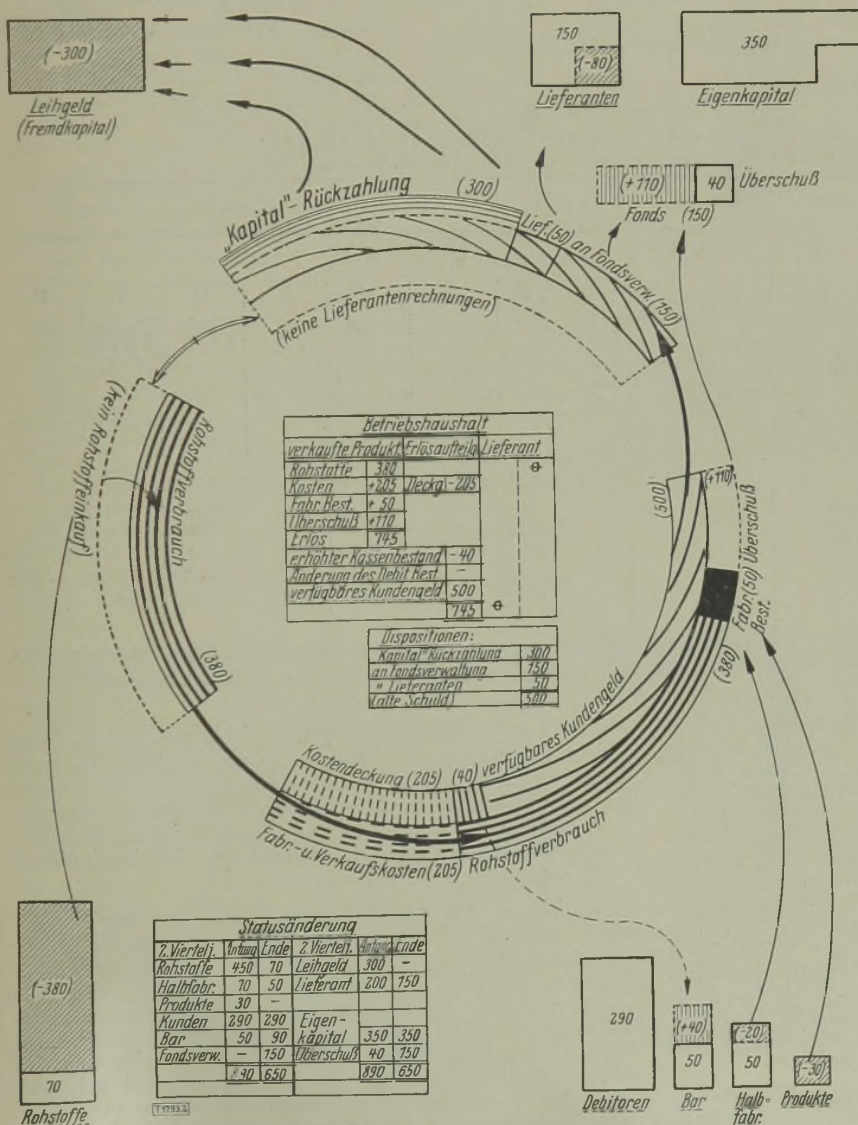 (-300)
Leihgeld
(Fremdkapital)
150
(-80)
Lieferanten
350
Eigenkapital
(+110) 40 Überschuß
Fonds (150)
„Kapital"-Rückzahlung (300)
Lief.(50) an Fondsverw.(150)
(keine Lieferantenrechnungen)
(kein Rohstoffeinkauf)
Rohstoffverbrauch
(380)
(500)
(+110)
Überschuß
Fabr.(50)
Best.
(380)
Betriebshaushalt
verkaufte Produkt. Erlösaufteilg Lieferant
Rohstoffe 380 ϴ
Kosten +205 Deckg -205
Fabr. Best. + 50
Überschuß +110
Erlös 745
erhöhter Kassenbestand -40
Änderung des Debit Best –
verfügbares Kundengeld 500
745 ϴ
Dispositionen:
„Kapital" Rückzahlung 300
an Fondsverwaltung 150
" Lieferanten 50
(alte Schuld) 500
Kostendeckung (205) (40) verfügbares Kundengeld
Fabr.-u.Verkaufskosten (205) Rohstoffverbrauch
(-380)
70
Rohstoffe
Statusänderung
2.Viertelj. Anfang Ende 2.Viertelj. Anfang Ende
Rohstoffe 450 70 Leihgeld 300 –
Halbfabr. 70 50 Lieferant 200 150
Produkte 30 –
Kunden 290 290 Eigen-
Bar 50 90 kapital 350 350
Fondsverw. – 150 Überschuß 40 150
890 650 890 650
T 1793.2
290
Debitoren
(+40)
50
Bar
(-20)
50
Halb-
fabr.
(-30)
Produkte